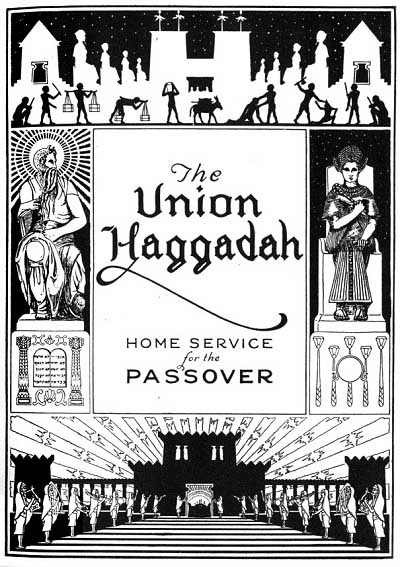 The
Union
Haggadah
HOME SERVICE
for the
PASSOVER